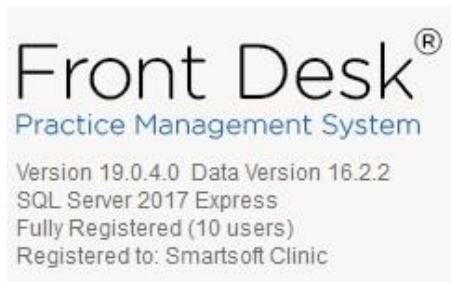 Front Desk®
Practice Management System
Version 19.0.4.0 Data Version 16.2.2
SQL Server 2017 Express
Fully Registered (10 users)
Registered to: Smartsoft Clinic